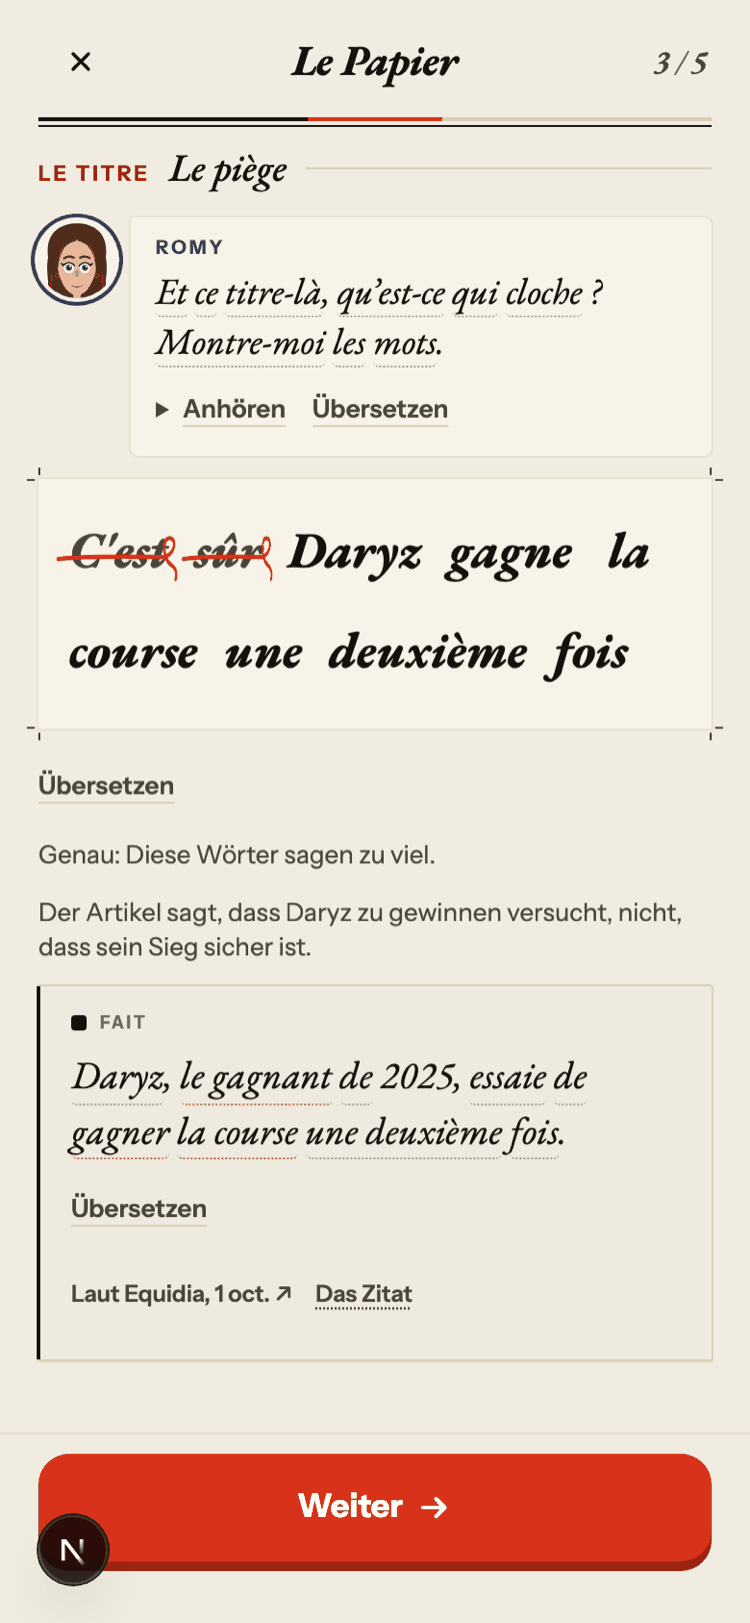 Le Papier
3 / 5
LE TITRE Le piège
ROMY
Et ce titre-là, qu’est-ce qui cloche ?
Montre-moi les mots.
Anhören Übersetzen
C'est sûr Daryz gagne la
course une deuxième fois
Übersetzen
Genau: Diese Wörter sagen zu viel.
Der Artikel sagt, dass Daryz zu gewinnen versucht, nicht,
dass sein Sieg sicher ist.
FAIT
Daryz, le gagnant de 2025, essaie de
gagner la course une deuxième fois.
Übersetzen
Laut Equidia, 1 oct. ↗ Das Zitat
Weiter →
N